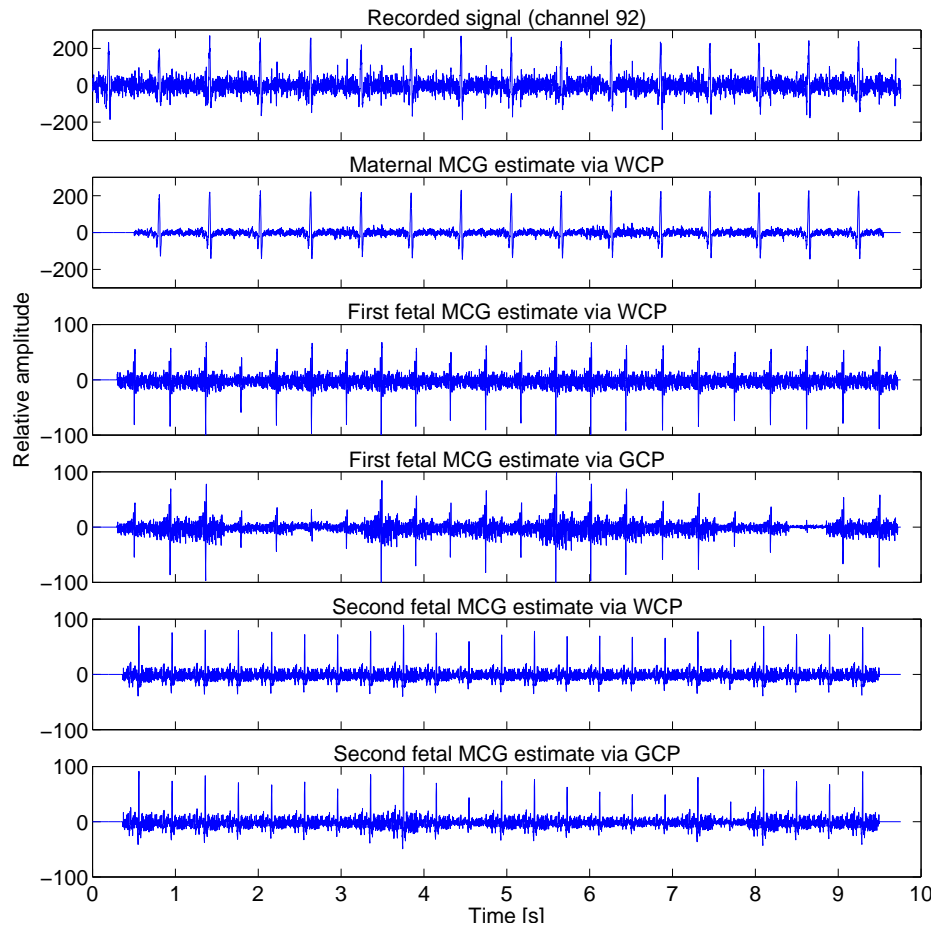 Recorded signal (channel 92)
200
0
−200
Maternal MCG estimate via WCP
200
0
−200
First fetal MCG estimate via WCP
100
0
−100
Relative amplitude
First fetal MCG estimate via GCP
100
0
−100
Second fetal MCG estimate via WCP
100
0
−100
Second fetal MCG estimate via GCP
100
0
−100
0 1 2 3 4 5 6 7 8 9 10
Time [s]